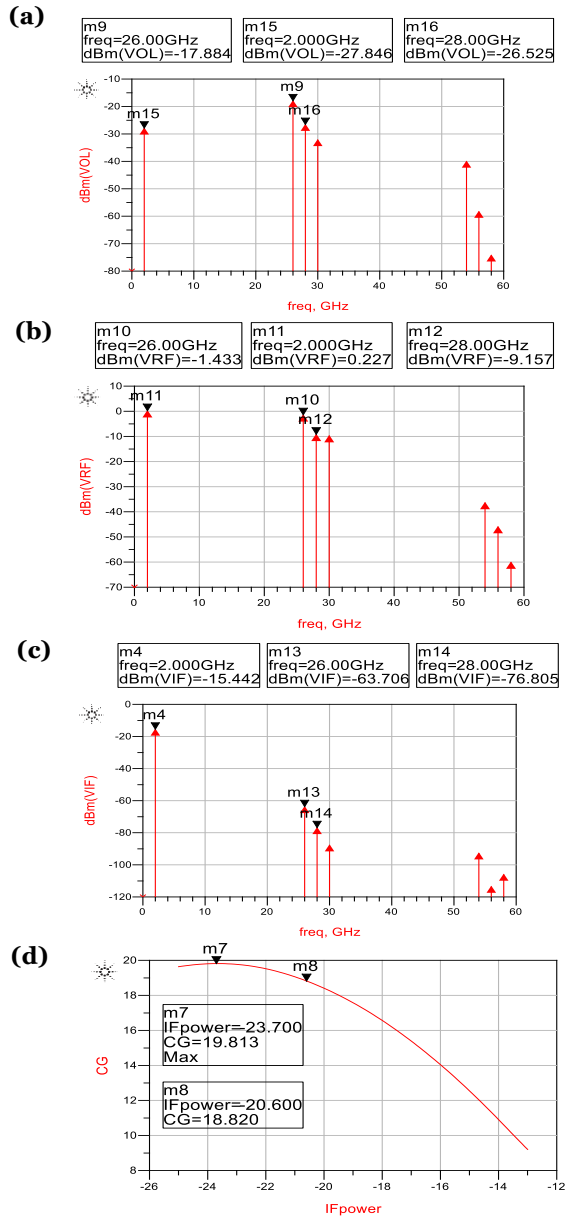 (a)
m9
freq=26.00GHz
dBm(VOL)=-17.884
m15
freq=2.000GHz
dBm(VOL)=-27.846
m16
freq=28.00GHz
dBm(VOL)=-26.525
m15
m9
m16
-10
-20
-30
-40
-50
-60
-70
-80
dBm(VOL)
0 10 20 30 40 50 60
freq, GHz
(b)
m10
freq=26.00GHz
dBm(VRF)=-1.433
m11
freq=2.000GHz
dBm(VRF)=0.227
m12
freq=28.00GHz
dBm(VRF)=-9.157
m11
m10
m12
10
0
-10
-20
-30
-40
-50
-60
-70
dBm(VRF)
0 10 20 30 40 50 60
freq, GHz
(c)
m4
freq=2.000GHz
dBm(VIF)=-15.442
m13
freq=26.00GHz
dBm(VIF)=-63.706
m14
freq=28.00GHz
dBm(VIF)=-76.805
m4
m13
m14
0
-20
-40
-60
-80
-100
-120
dBm(VIF)
0 10 20 30 40 50 60
freq, GHz
(d)
m7
m8
20
18
16
14
12
10
8
CG
m7
IFpower=-23.700
CG=19.813
Max
m8
IFpower=-20.600
CG=18.820
-26 -24 -22 -20 -18 -16 -14 -12
IFpower